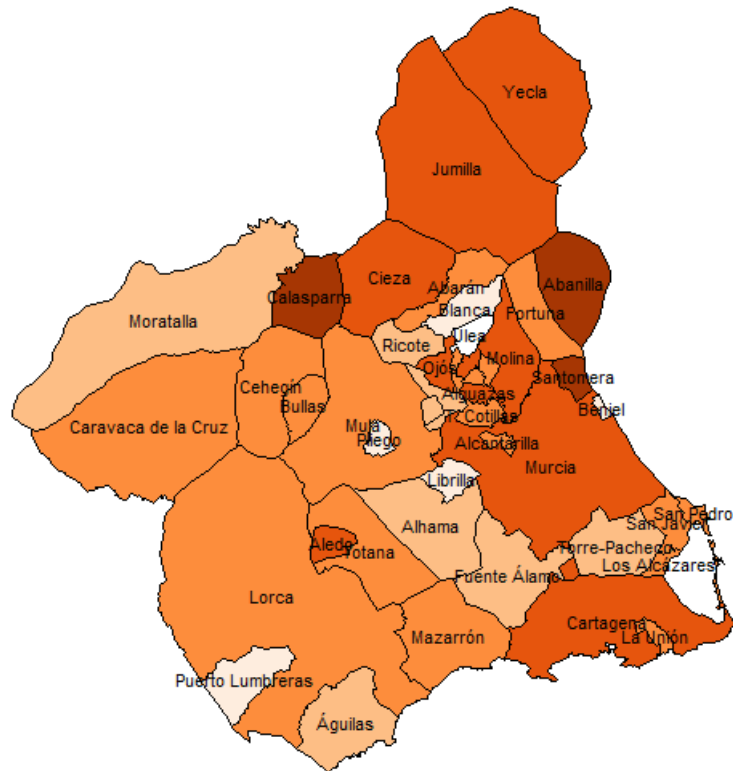 Yecla
Jumilla
Cieza
Abarán
Calasparra
Abanilla
Blanca
Fortuna
Moratalla
Ulea
Ricote
Molina
Ojós
Santomera
Cehegín
Alguazas
Bullas
Beniel
T. Cotillas
Caravaca de la Cruz
Mula
Pliego
Alcantarilla
Murcia
Librilla
San Pedro
Alhama
San Javier
Aledo
Totana
Torre-Pacheco
Los Alcázares
Fuente Álamo
Lorca
Cartagena
Mazarrón
La Unión
Puerto Lumbreras
Águilas